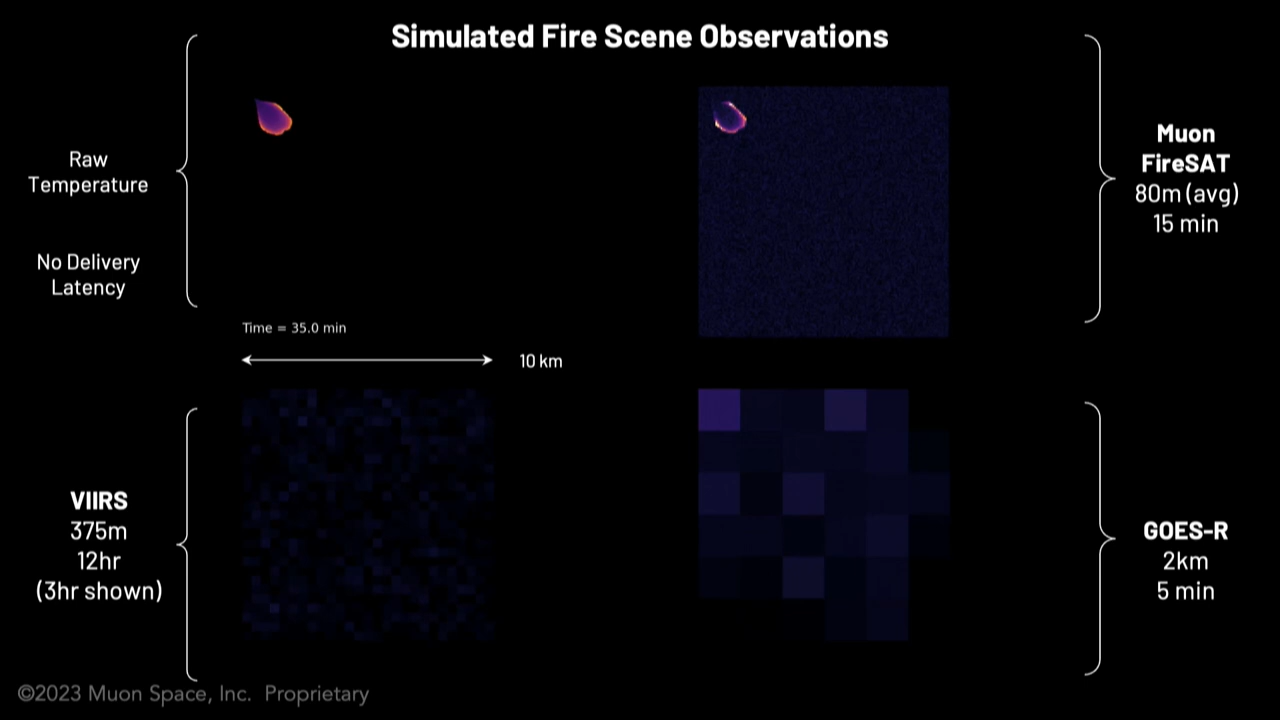 Simulated Fire Scene Observations
Raw
Temperature
No Delivery
Latency
Muon
FireSAT
80m (avg)
15 min
Time = 35.0 min
10 km
VIIRS
375m
12hr
(3hr shown)
GOES-R
2km
5 min
©2023 Muon Space, Inc.  Proprietary